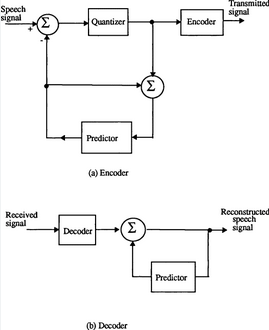 Speech
signal
+
-
Σ
Quantizer
Encoder
Transmitted
signal
Σ
Predictor
(a) Encoder
Received
signal
Decoder
Σ
Reconstructed
speech
signal
Predictor
(b) Decoder